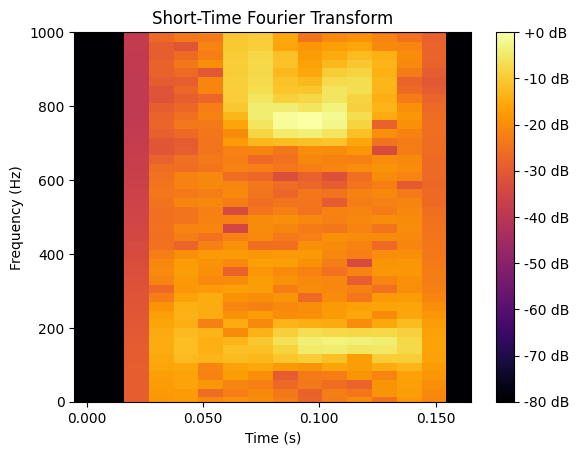 Short-Time Fourier Transform
Frequency (Hz)
1000
800
600
400
200
0
0.000
0.050
0.100
0.150
Time (s)
+0 dB
-10 dB
-20 dB
-30 dB
-40 dB
-50 dB
-60 dB
-70 dB
-80 dB